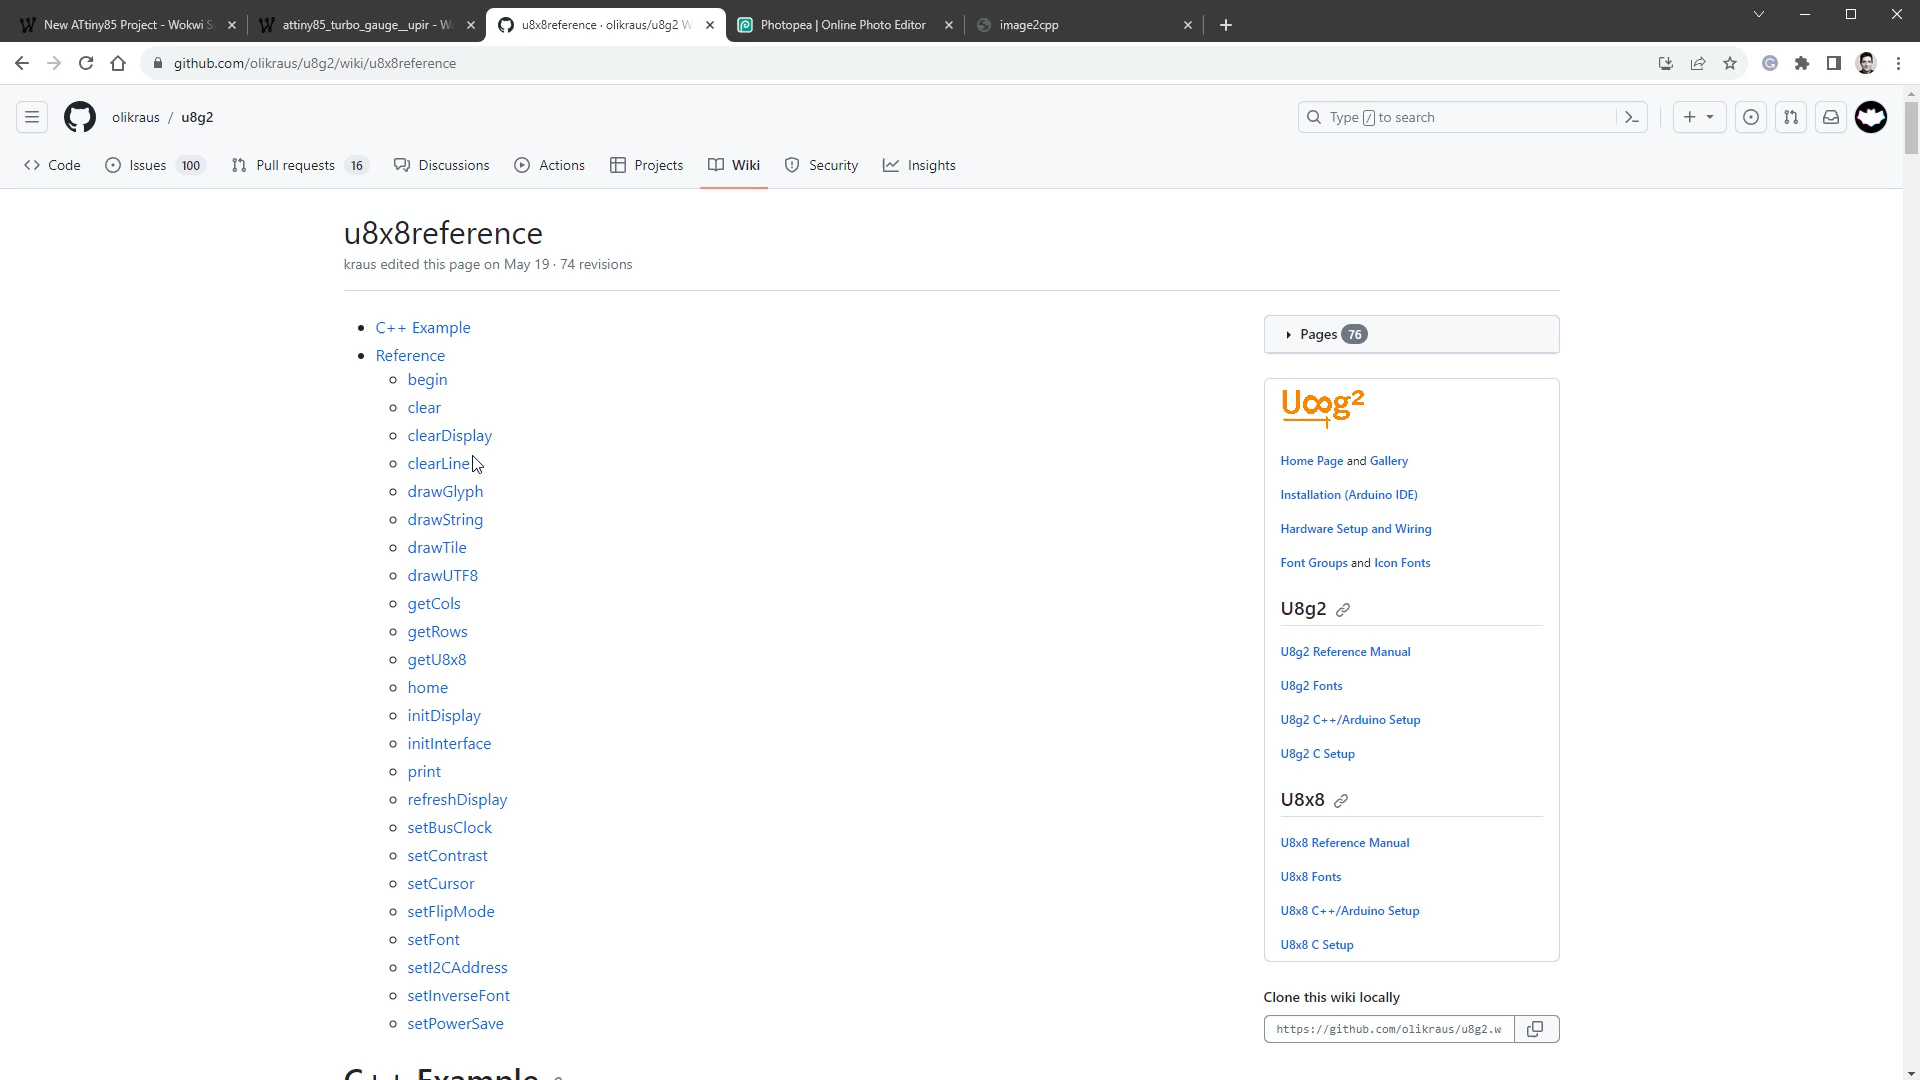 New ATtiny85 Project - Wokwi S
attiny85_turbo_gauge__upir - W
u8x8reference · olikraus/u8g2 W
Photopea | Online Photo Editor
image2cpp
github.com/olikraus/u8g2/wiki/u8x8reference
olikraus / u8g2
Type / to search
Code
Issues 100
Pull requests 16
Discussions
Actions
Projects
Wiki
Security
Insights
u8x8reference
kraus edited this page on May 19 · 74 revisions
C++ Example
Reference
begin
clear
clearDisplay
clearLine
drawGlyph
drawString
drawTile
drawUTF8
getCols
getRows
getU8x8
home
initDisplay
initInterface
print
refreshDisplay
setBusClock
setContrast
setCursor
setFlipMode
setFont
setI2CAddress
setInverseFont
setPowerSave
C++ Example
Pages 76
Home Page and Gallery
Installation (Arduino IDE)
Hardware Setup and Wiring
Font Groups and Icon Fonts
U8g2
U8g2 Reference Manual
U8g2 Fonts
U8g2 C++/Arduino Setup
U8g2 C Setup
U8x8
U8x8 Reference Manual
U8x8 Fonts
U8x8 C++/Arduino Setup
U8x8 C Setup
Clone this wiki locally
https://github.com/olikraus/u8g2.w